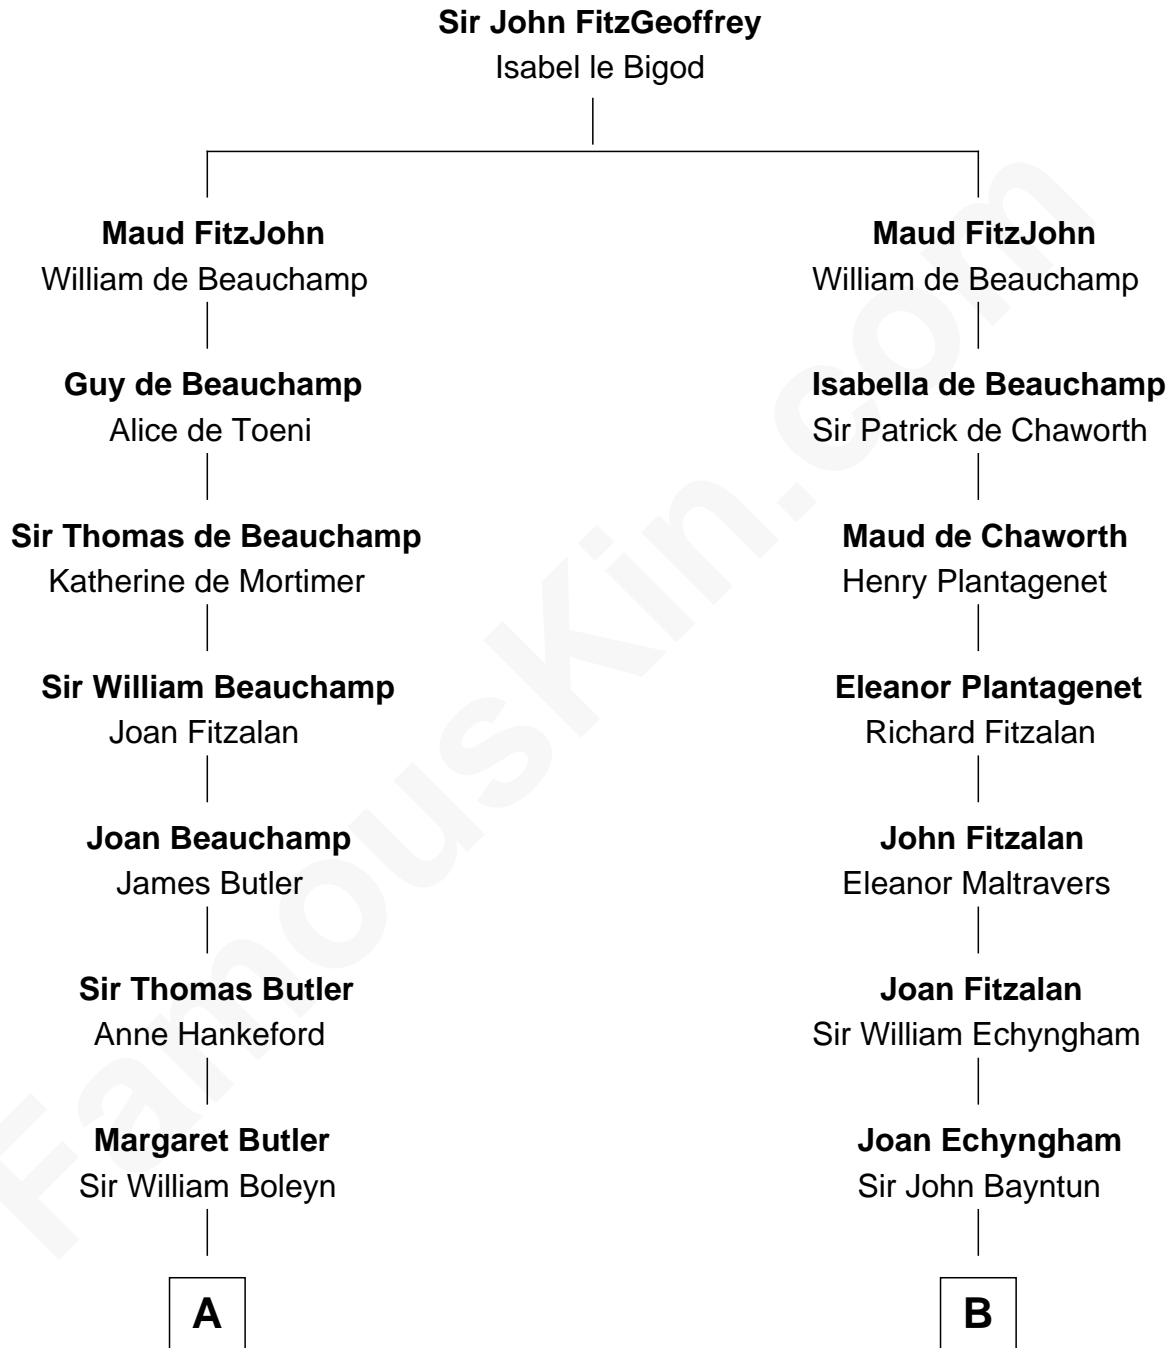 Sir John FitzGeoffrey
Isabel le Bigod
Maud FitzJohn
William de Beauchamp
Maud FitzJohn
William de Beauchamp
Guy de Beauchamp
Alice de Toeni
Isabella de Beauchamp
Sir Patrick de Chaworth
Sir Thomas de Beauchamp
Katherine de Mortimer
Maud de Chaworth
Henry Plantagenet
Sir William Beauchamp
Joan Fitzalan
Eleanor Plantagenet
Richard Fitzalan
Joan Beauchamp
James Butler
John Fitzalan
Eleanor Maltravers
Sir Thomas Butler
Anne Hankeford
Joan Fitzalan
Sir William Echyngham
Margaret Butler
Sir William Boleyn
Joan Echyngham
Sir John Bayntun
A
B
FamousKin.com